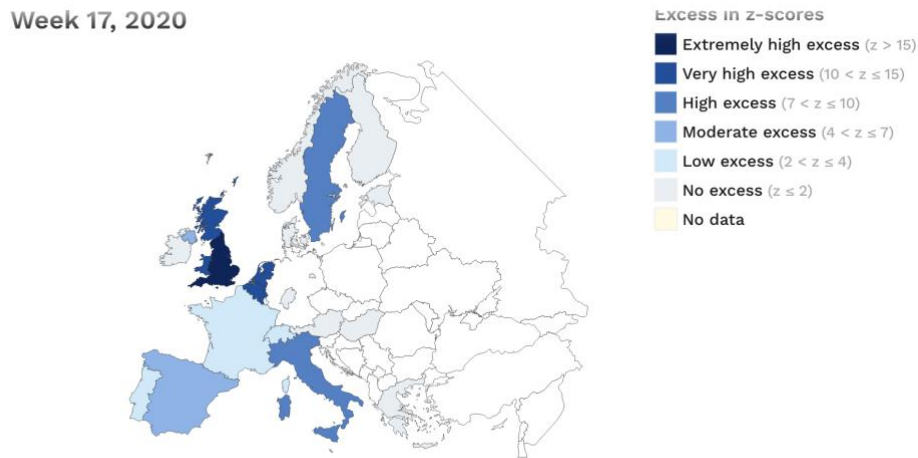 Week 17, 2020
Excess in z-scores
Extremely high excess (z > 15)
Very high excess (10 < z ≤ 15)
High excess (7 < z ≤ 10)
Moderate excess (4 < z ≤ 7)
Low excess (2 < z ≤ 4)
No excess (z ≤ 2)
No data